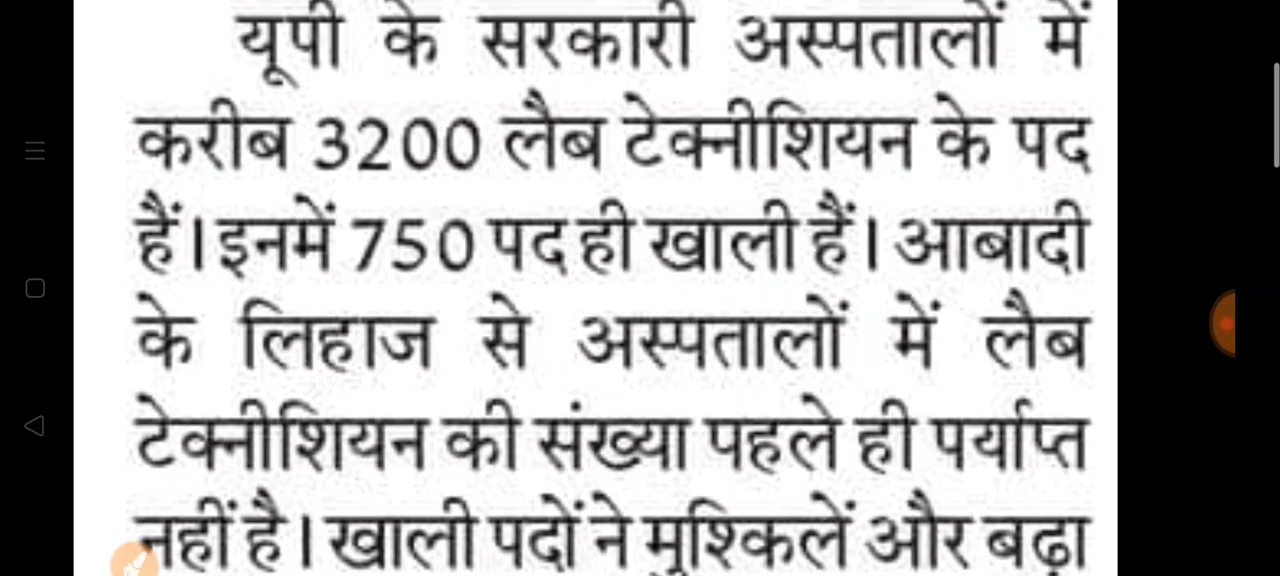 यूपी के सरकारी अस्पतालों में
करीब 3200 लैब टेक्नीशियन के पद
हैं। इनमें 750 पद ही खाली हैं। आबादी
के लिहाज से अस्पतालों में लैब
टेक्नीशियन की संख्या पहले ही पर्याप्त
नहीं है। खाली पदों ने मुश्किलें और बढ़ा